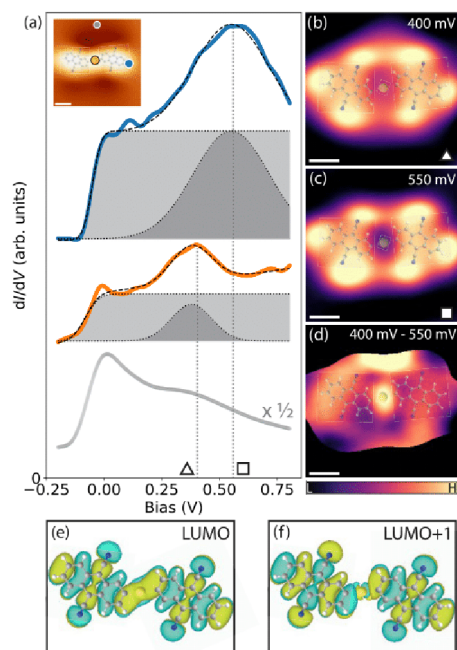 (a)
dI/dV (arb. units)
x ½
0
−0.25 0.00 0.25 0.50 0.75
Bias (V)
(b) 400 mV
(c) 550 mV
(d) 400 mV - 550 mV
L H
(e) LUMO
(f) LUMO+1